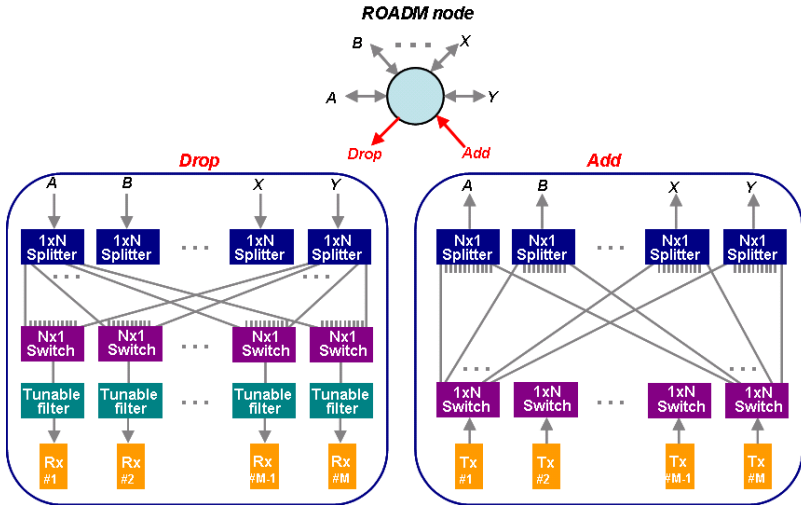 ROADM node
B X
A Y
Drop Add
Drop Add
A B X Y A B X Y
1xN Splitter 1xN Splitter 1xN Splitter 1xN Splitter Nx1 Splitter Nx1 Splitter Nx1 Splitter Nx1 Splitter
Nx1 Switch Nx1 Switch Nx1 Switch Nx1 Switch
Tunable filter Tunable filter Tunable filter Tunable filter 1xN Switch 1xN Switch 1xN Switch 1xN Switch
Rx #1 Rx #2 Rx #M-1 Rx #M Tx #1 Tx #2 Tx #M-1 Tx #M